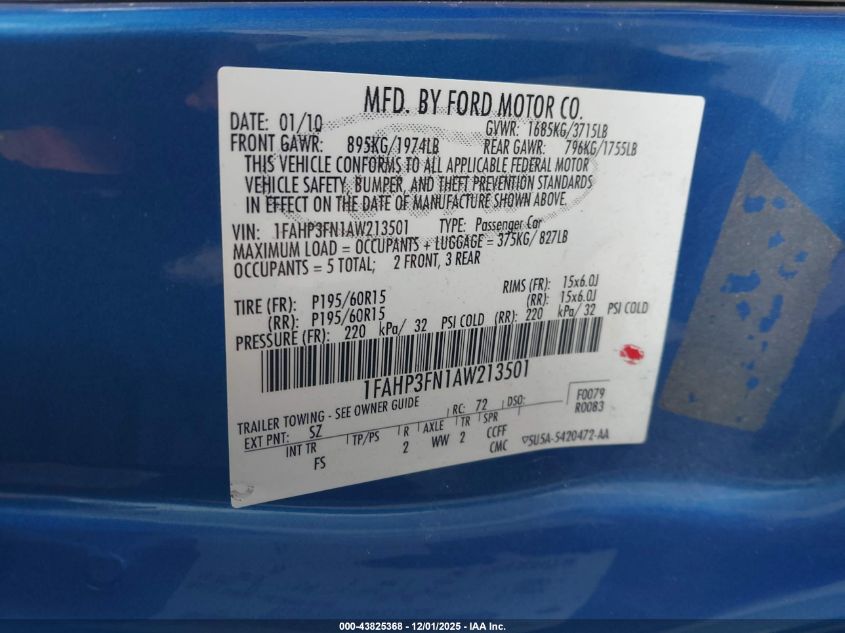 MFD. BY FORD MOTOR CO.
DATE: 01/10 GVWR: 1685KG/3715LB
FRONT GAWR: 895KG/1974LB REAR GAWR: 796KG/1755LB
THIS VEHICLE CONFORMS TO ALL APPLICABLE FEDERAL MOTOR
VEHICLE SAFETY, BUMPER, AND THEFT PREVENTION STANDARDS
IN EFFECT ON THE DATE OF MANUFACTURE SHOWN ABOVE.
VIN: 1FAHP3FN1AW213501 TYPE: Passenger Car
MAXIMUM LOAD = OCCUPANTS + LUGGAGE = 375KG/ 827LB
OCCUPANTS = 5 TOTAL; 2 FRONT, 3 REAR
TIRE (FR): P195/60R15 RIMS (FR): 15x6.0J
(RR): P195/60R15 (RR): 15x6.0J
PRESSURE (FR): 220 kPa/ 32 PSI COLD (RR): 220 kPa/ 32 PSI COLD
1FAHP3FN1AW213501
TRAILER TOWING - SEE OWNER GUIDE RC: 72 DSO: F0079
R0083
EXT PNT: SZ TP/PS R AXLE TR SPR
INT TR 2 WW 2 CCFF
FS CMC ▽5U5A-5420472-AA
000-43825368 - 12/01/2025 - IAA Inc.